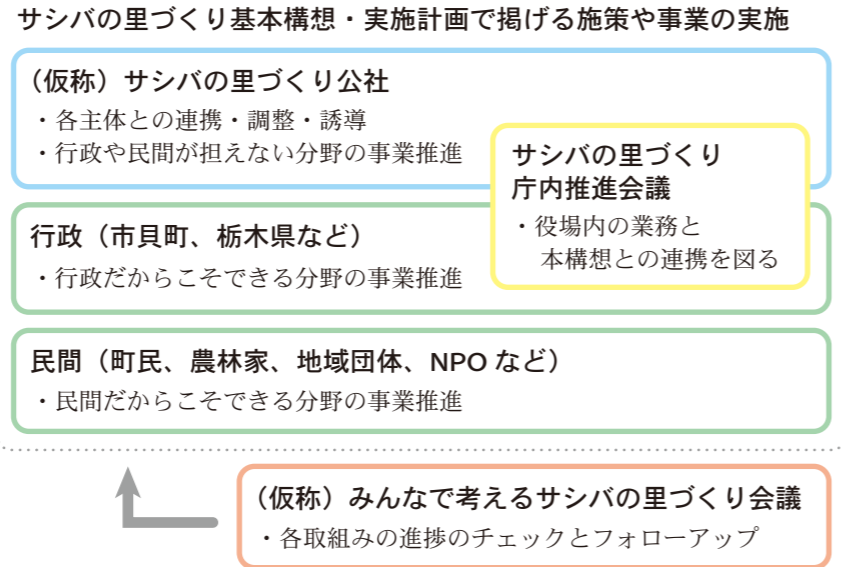 サシバの里づくり基本構想・実施計画で掲げる施策や事業の実施
（仮称）サシバの里づくり公社
・各主体との連携・調整・誘導
・行政や民間が担えない分野の事業推進
サシバの里づくり
庁内推進会議
・役場内の業務と
本構想との連携を図る
行政（市貝町、栃木県など）
・行政だからこそできる分野の事業推進
民間（町民、農林家、地域団体、NPO など）
・民間だからこそできる分野の事業推進
（仮称）みんなで考えるサシバの里づくり会議
・各取組みの進捗のチェックとフォローアップ